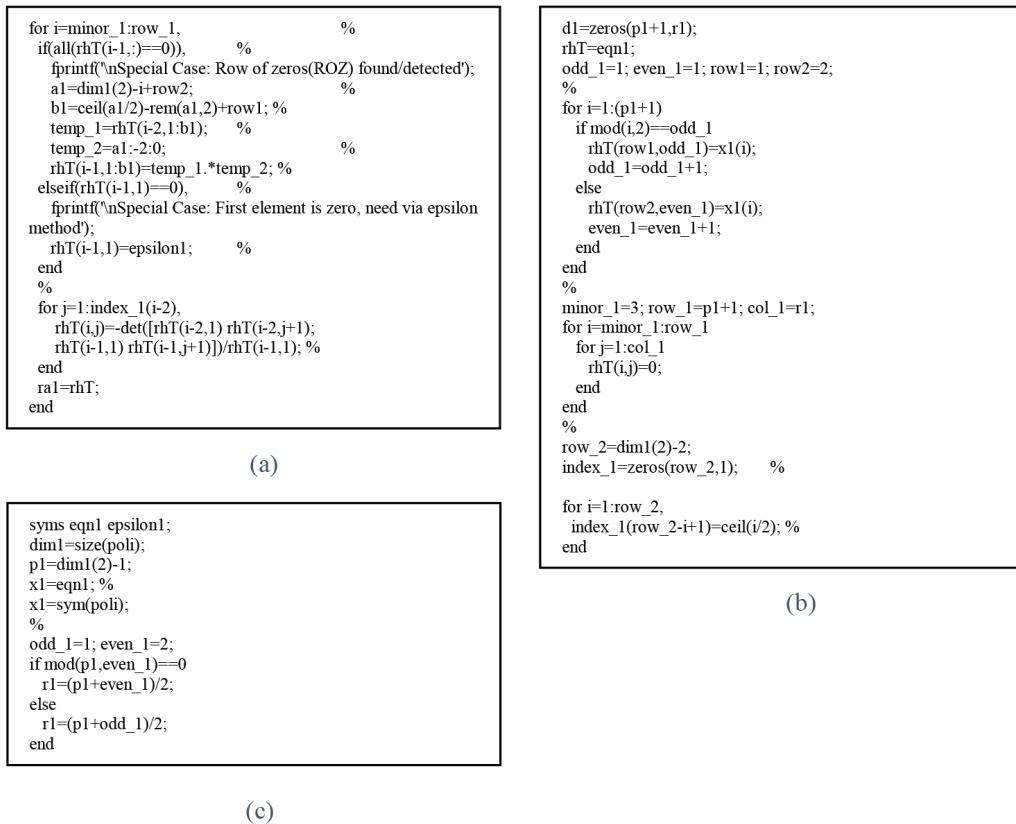 for i=minor_1:row_1, %
if(all(rhT(i-1,:)==0)), %
fprintf('\nSpecial Case: Row of zeros(ROZ) found/detected');
a1=dim1(2)-i+row2; %
b1=ceil(a1/2)-rem(a1,2)+row1; %
temp_1=rhT(i-2,1:b1); %
temp_2=a1:-2:0; %
rhT(i-1,1:b1)=temp_1.*temp_2; %
elseif(rhT(i-1,1)==0), %
fprintf('\nSpecial Case: First element is zero, need via epsilon
method');
rhT(i-1,1)=epsilon1; %
end
%
for j=1:index_1(i-2),
rhT(i,j)=-det([rhT(i-2,1) rhT(i-2,j+1);
rhT(i-1,1) rhT(i-1,j+1)])/rhT(i-1,1); %
end
ra1=rhT;
end
(a)
d1=zeros(p1+1,r1);
rhT=eqn1;
odd_1=1; even_1=1; row1=1; row2=2;
%
for i=1:(p1+1)
if mod(i,2)==odd_1
rhT(row1,odd_1)=x1(i);
odd_1=odd_1+1;
else
rhT(row2,even_1)=x1(i);
even_1=even_1+1;
end
end
%
minor_1=3; row_1=p1+1; col_1=r1;
for i=minor_1:row_1
for j=1:col_1
rhT(i,j)=0;
end
end
%
row_2=dim1(2)-2;
index_1=zeros(row_2,1); %
for i=1:row_2,
index_1(row_2-i+1)=ceil(i/2); %
end
(b)
syms eqn1 epsilon1;
dim1=size(poli);
p1=dim1(2)-1;
x1=eqn1; %
x1=sym(poli);
%
odd_1=1; even_1=2;
if mod(p1,even_1)==0
r1=(p1+even_1)/2;
else
r1=(p1+odd_1)/2;
end
(c)